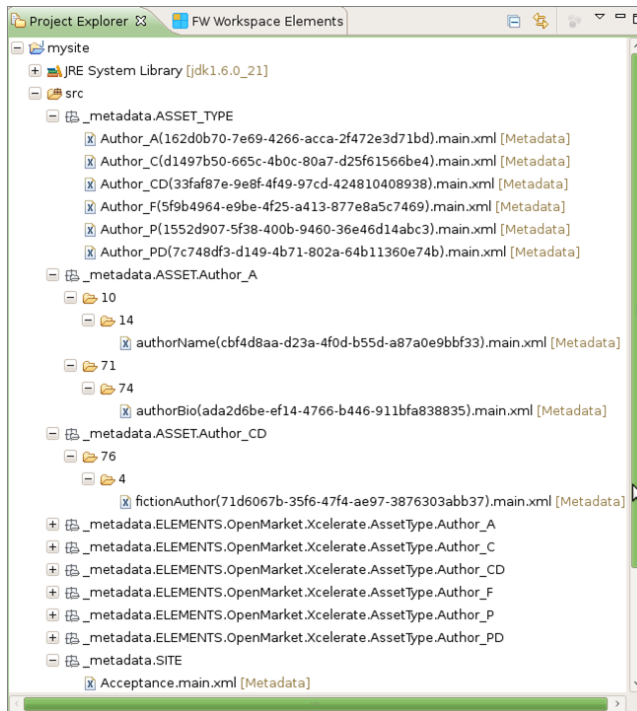 Project Explorer FW Workspace Elements
mysite
JRE System Library [jdk1.6.0_21]
src
_metadata.ASSET_TYPE
Author_A(162d0b70-7e69-4266-acca-2f472e3d71bd).main.xml [Metadata]
Author_C(d1497b50-665c-4b0c-80a7-d25f61566be4).main.xml [Metadata]
Author_CD(33faf87e-9e8f-4f49-97cd-424810408938).main.xml [Metadata]
Author_F(5f9b4964-e9be-4f25-a413-877e8a5c7469).main.xml [Metadata]
Author_P(1552d907-5f38-400b-9460-36e46d14abc3).main.xml [Metadata]
Author_PD(7c748df3-d149-4b71-802a-64b11360e74b).main.xml [Metadata]
_metadata.ASSET.Author_A
10
14
authorName(cbf4d8aa-d23a-4f0d-b55d-a87a0e9bbf33).main.xml [Metadata]
71
74
authorBio(ada2d6be-ef14-4766-b446-911bfa838835).main.xml [Metadata]
_metadata.ASSET.Author_CD
76
4
fictionAuthor(71d6067b-35f6-47f4-ae97-3876303abb37).main.xml [Metadata]
_metadata.ELEMENTS.OpenMarket.Xcelerate.AssetType.Author_A
_metadata.ELEMENTS.OpenMarket.Xcelerate.AssetType.Author_C
_metadata.ELEMENTS.OpenMarket.Xcelerate.AssetType.Author_CD
_metadata.ELEMENTS.OpenMarket.Xcelerate.AssetType.Author_F
_metadata.ELEMENTS.OpenMarket.Xcelerate.AssetType.Author_P
_metadata.ELEMENTS.OpenMarket.Xcelerate.AssetType.Author_PD
_metadata.SITE
Acceptance.main.xml [Metadata]